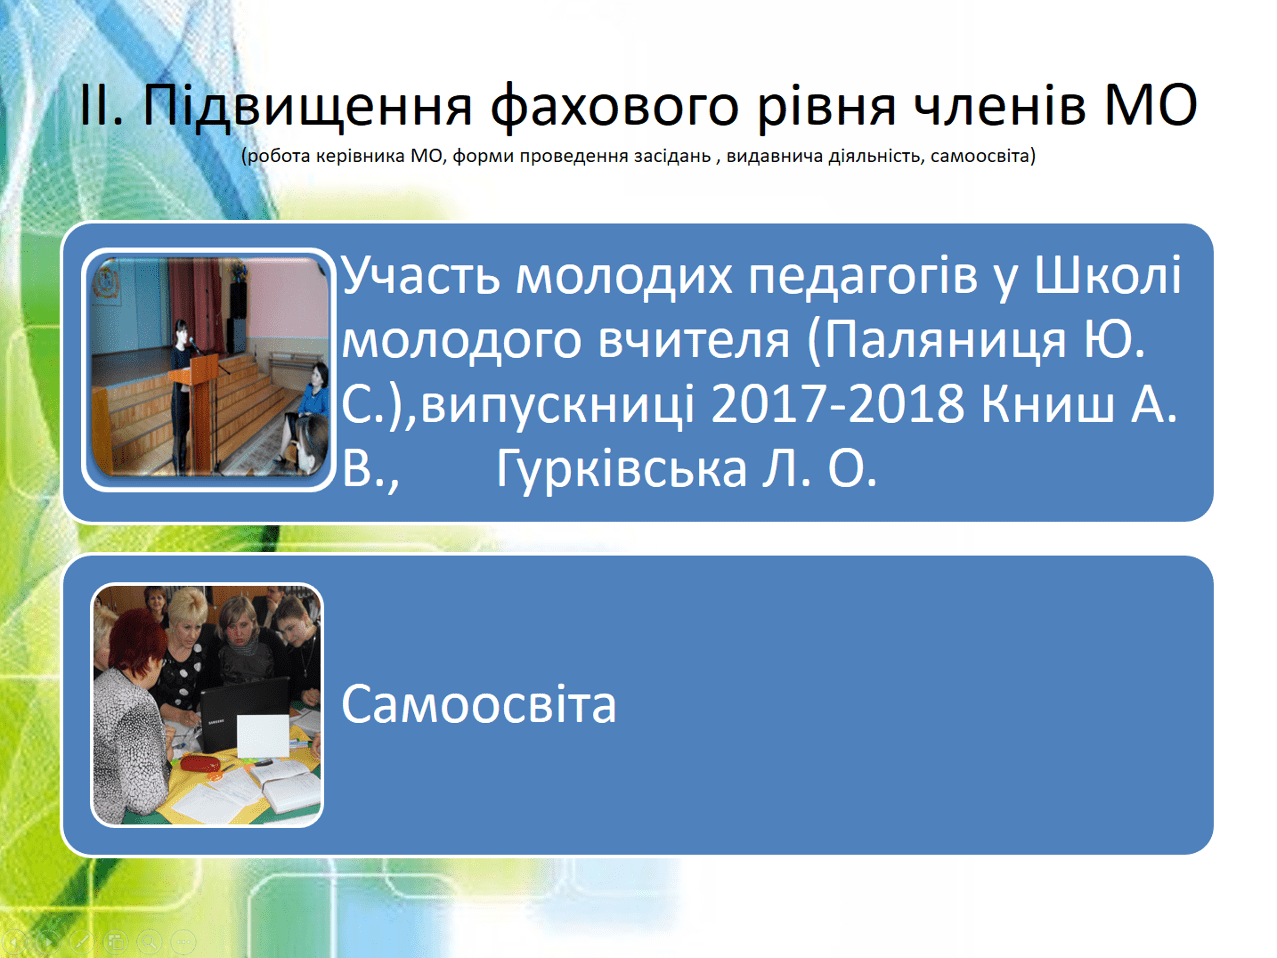 ІІ. Підвищення фахового рівня членів МО
(робота керівника МО, форми проведення засідань , видавнича діяльність, самоосвіта)
Участь молодих педагогів у Школі
молодого вчителя (Паляниця Ю.
С.),випускниці 2017-2018 Книш А.
В., Гурківська Л. О.
SAMSUNG
Самоосвіта